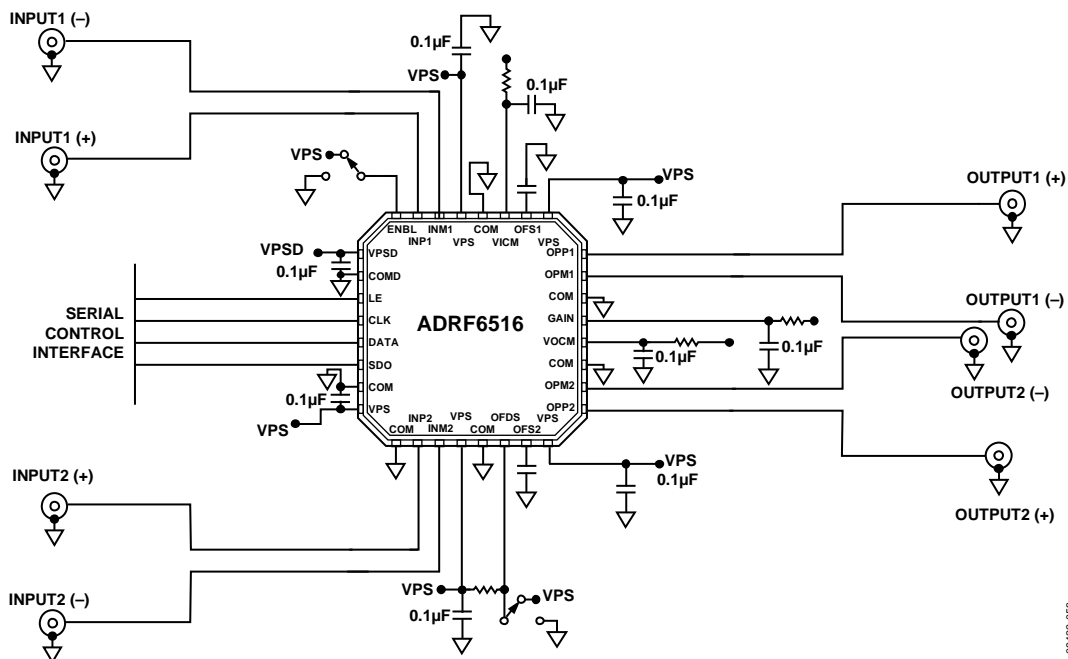 INPUT1 (–)
0.1µF
VPS
0.1µF
INPUT1 (+)
VPS
VPS
0.1µF
OUTPUT1 (+)
ENBL
INP1
INM1
VPS
COM
VICM
OFS1
VPS
VPSD
0.1µF
VPSD
COMD
LE
CLK
DATA
SDO
COM
VPS
SERIAL
CONTROL
INTERFACE
0.1µF
VPS
ADRF6516
OPP1
OPM1
COM
GAIN
VOCM
COM
OPM2
OPP2
0.1µF
0.1µF
OUTPUT1 (–)
OUTPUT2 (–)
COM
INP2
INM2
VPS
COM
OFDS
OFS2
VPS
VPS
0.1µF
INPUT2 (+)
OUTPUT2 (+)
INPUT2 (–)
VPS
0.1µF
VPS